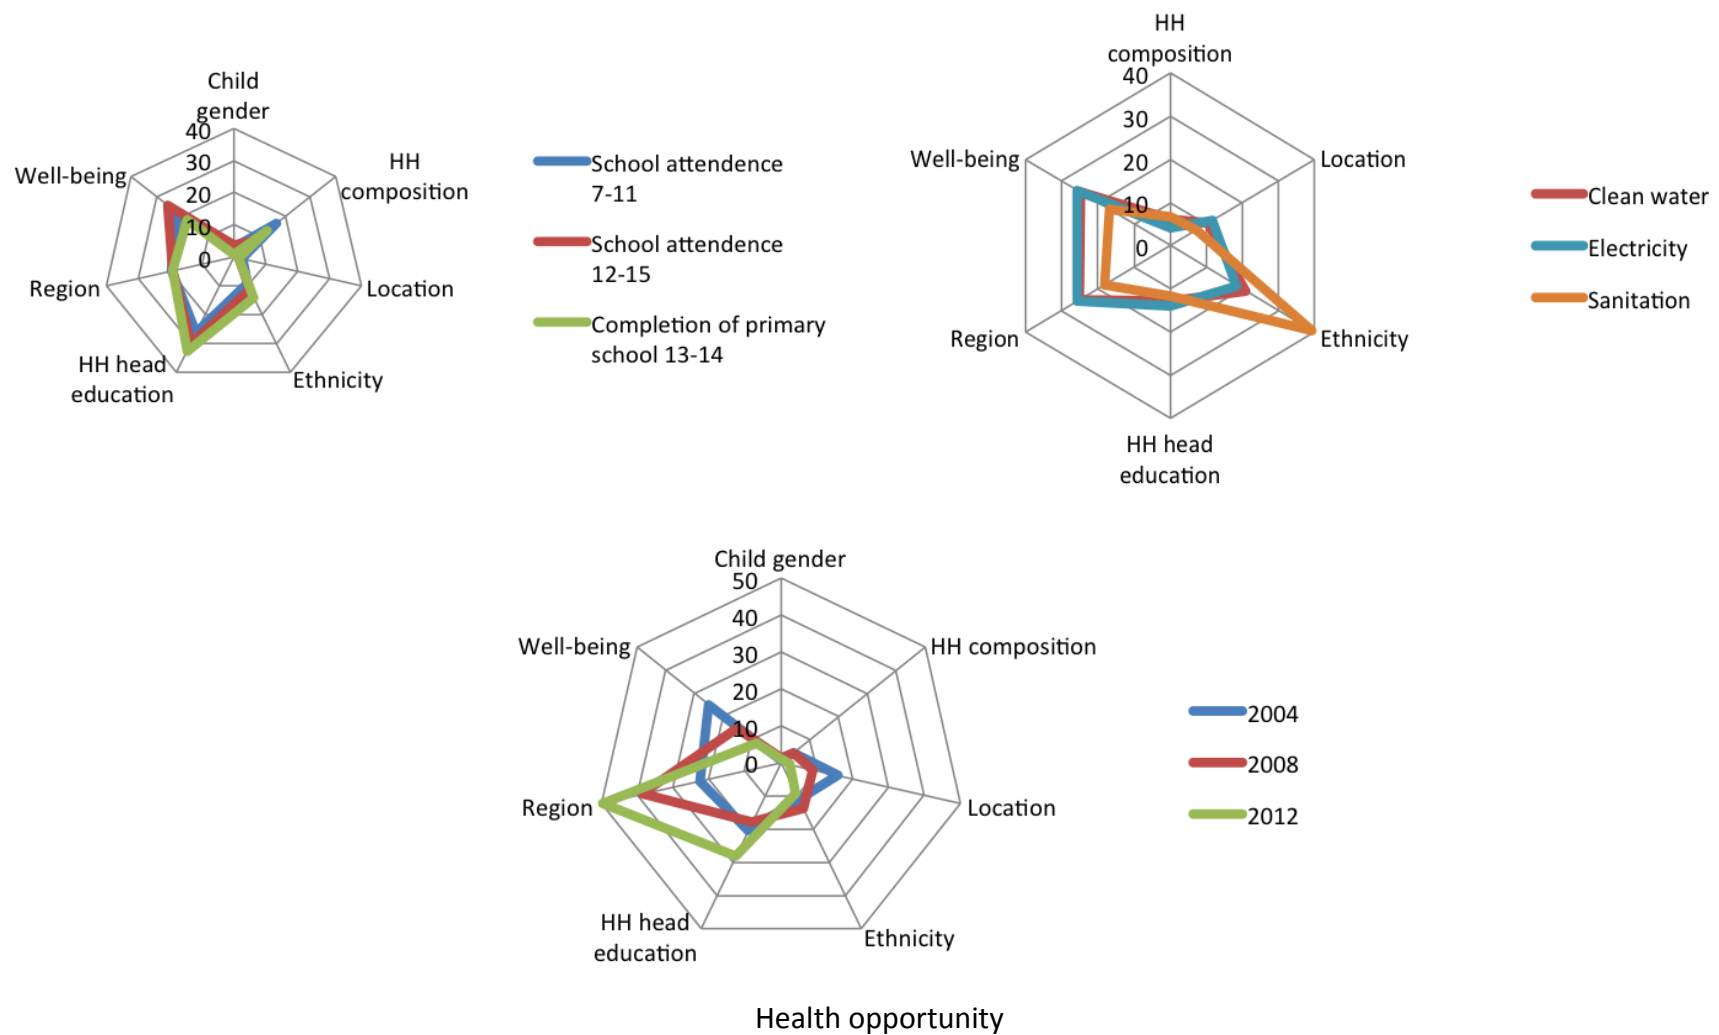 Child
gender
40
30
20
10
0
HH
composition
Location
Ethnicity
HH head
education
Region
Well-being
School attendence
7-11
School attendence
12-15
Completion of primary
school 13-14
HH
composition
40
30
20
10
0
Location
Ethnicity
HH head
education
Region
Well-being
Clean water
Electricity
Sanitation
Child gender
50
40
30
20
10
0
HH composition
Location
Ethnicity
HH head
education
Region
Well-being
2004
2008
2012
Health opportunity